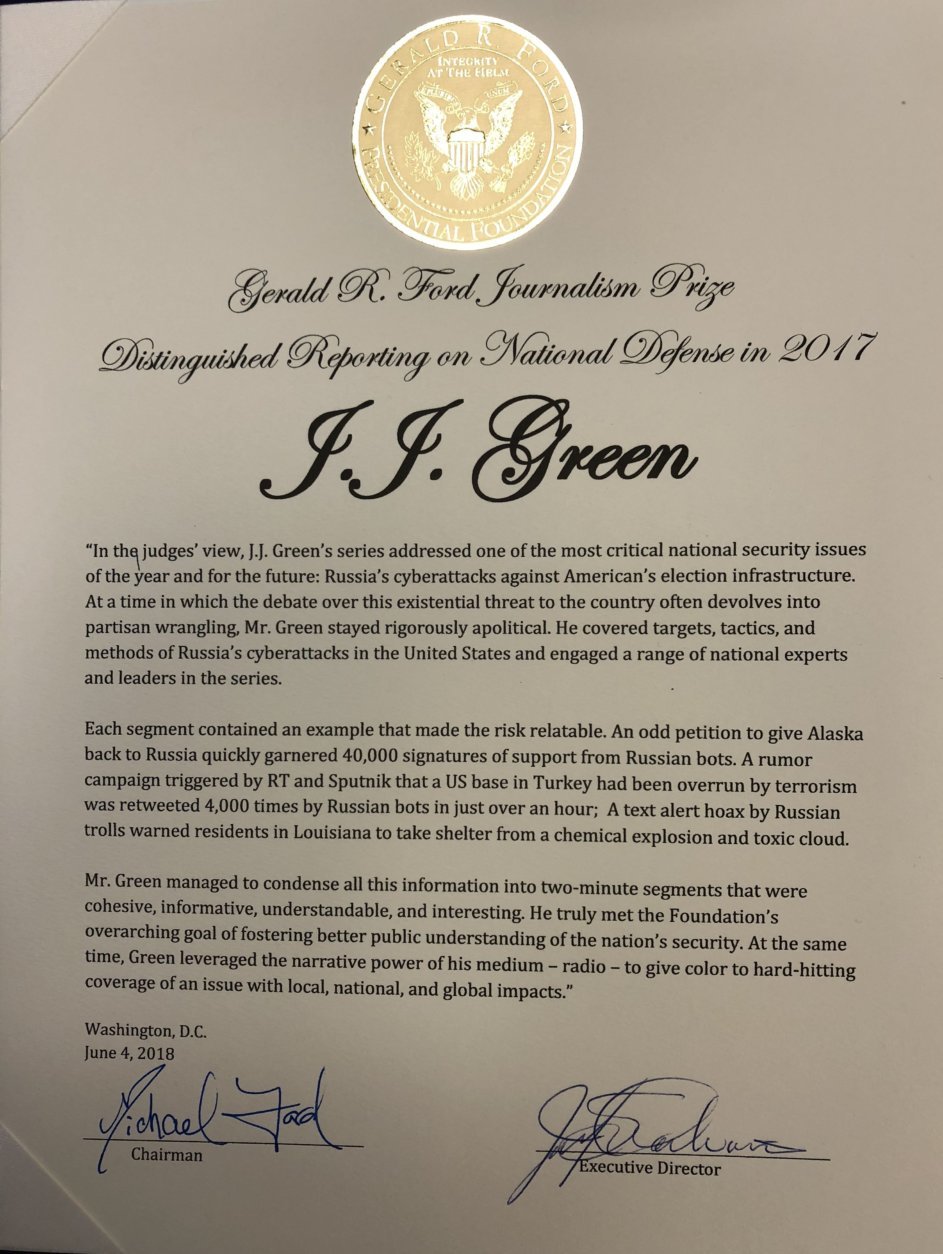 GERALD R. FORD
INTEGRITY
AT THE HELM
PRESIDENTIAL FOUNDATION
Gerald R. Ford Journalism Prize
Distinguished Reporting on National Defense in 2017
J.J. Green
“In the judges’ view, J.J. Green’s series addressed one of the most critical national security issues
of the year and for the future: Russia’s cyberattacks against American’s election infrastructure.
At a time in which the debate over this existential threat to the country often devolves into
partisan wrangling, Mr. Green stayed rigorously apolitical. He covered targets, tactics, and
methods of Russia’s cyberattacks in the United States and engaged a range of national experts
and leaders in the series.
Each segment contained an example that made the risk relatable. An odd petition to give Alaska
back to Russia quickly garnered 40,000 signatures of support from Russian bots. A rumor
campaign triggered by RT and Sputnik that a US base in Turkey had been overrun by terrorism
was retweeted 4,000 times by Russian bots in just over an hour;  A text alert hoax by Russian
trolls warned residents in Louisiana to take shelter from a chemical explosion and toxic cloud.
Mr. Green managed to condense all this information into two-minute segments that were
cohesive, informative, understandable, and interesting. He truly met the Foundation’s
overarching goal of fostering better public understanding of the nation’s security. At the same
time, Green leveraged the narrative power of his medium – radio – to give color to hard-hitting
coverage of an issue with local, national, and global impacts.”
Washington, D.C.
June 4, 2018
Michael Ford
Chairman
Executive Director